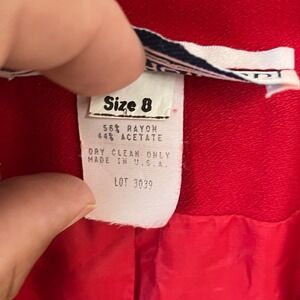 Size 8
56% RAYON
44% ACETATE
DRY CLEAN ONLY
MADE IN U.S.A.
LOT 3039